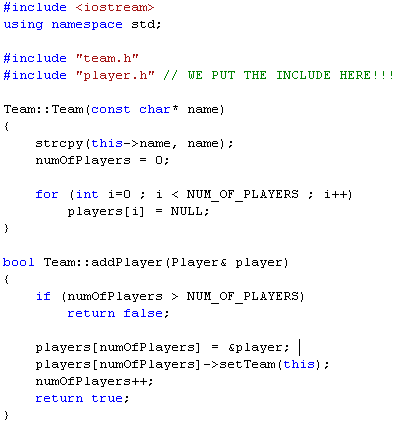 #include <iostream>
using namespace std;
#include "team.h"
#include "player.h" // WE PUT THE INCLUDE HERE!!!
Team::Team(const char* name)
{
strcpy(this->name, name);
numOfPlayers = 0;
for (int i=0 ; i < NUM_OF_PLAYERS ; i++)
players[i] = NULL;
}
bool Team::addPlayer(Player& player)
{
if (numOfPlayers > NUM_OF_PLAYERS)
return false;
players[numOfPlayers] = &player;
players[numOfPlayers]->setTeam(this);
numOfPlayers++;
return true;
}